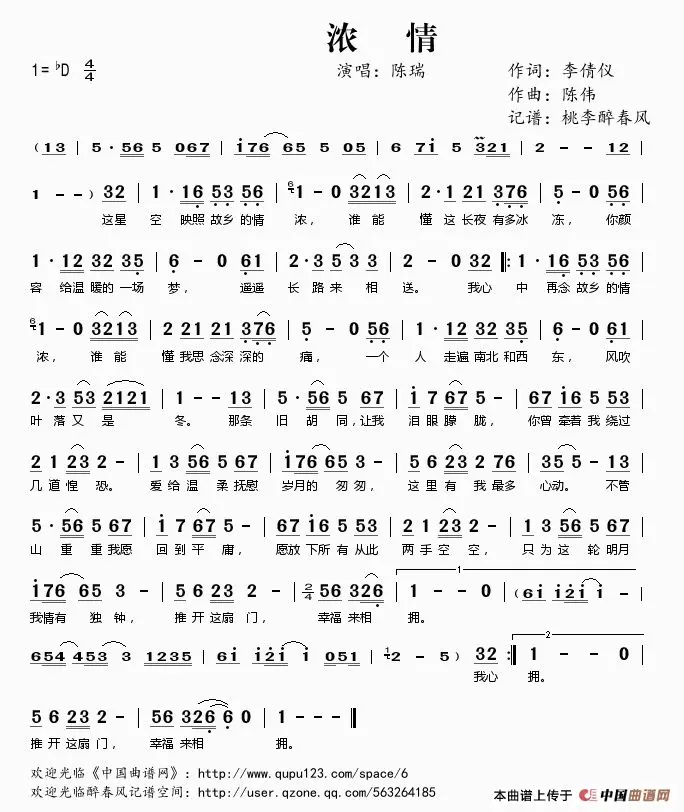 浓 情
1=♭D 4/4 演唱：陈瑞 作词：李倩仪
作曲：陈伟
记谱：桃李醉春风
(13 | 5·56 5 067 | i76 65 5 05 | 6 7i 5 321 | 2 - - 12 |
1 - - ) 32 | 1·16 53 56 | 1 - 0 3213 | 2·1 21 376 | 5 - 0 56 |
这星 空 映照 故乡 的情 浓， 谁能 懂 这 长夜 有多冰 冻， 你颜
1·12 32 35 | 6 - 0 61 | 2·3 53 23 | 2 - 0 32 |: 1·16 53 56 |
容 给温 暖的 一场 梦， 遥遥 长 路来 相 送。 我心 中 再念 故乡 的情
1 - 0 3213 | 2 21 21 376 | 5 - 0 56 | 1 12 32 35 | 6 - 0 61 |
浓， 谁能 懂 我思 念深 深的 痛， 一个 人 走遍 南北 和西 东， 风吹
2·3 53 2121 | 1 - - 13 | 5·56 5 67 | i 767 5 | 67 i6 5 53 |
叶 落 又 是 冬。 那条 旧 胡 同,让我 泪 眼朦 胧， 你曾 牵着 我 绕过
2 1 23 2 - | 1 3 56 5 67 | i76 65 5 | 5 6 23 2 76 | 35 5 - 13 |
几 道 惶 恐。 爱 给 温 柔 抚慰 岁月的 匆 匆， 这 里 有 我 最多 心动。 不管
5·56 5 67 | i 767 5 | 67 i6 5 53 | 2 1 23 2 - | 1 3 56 5 67 |
山 重 重 我愿 回 到 平 庸， 愿放 下所 有 从此 两 手 空 空， 只 为 这 轮 明月
i76 65 3 - | 5 6 23 2 - | 2/4 56 326 | 1 - - 0 | (6i i2i i - |
我情有 独 钟， 推 开 这扇 门， 幸福 来相 拥。
1
654 453 3 1235 | 6i i2i i 051 | 2 - 5 ) 32 :| 1 - - 0 |
2
我心 拥。
5 6 23 2 - | 56 326 6 0 | 1 - - - ‖
推 开 这扇 门， 幸福 来相 拥。
欢迎光临《中国曲谱网》：http://www.qupu123.com/space/6
欢迎光临醉春风记谱空间：http://user.qzone.qq.com/563264185
本曲谱上传于 中国曲谱网